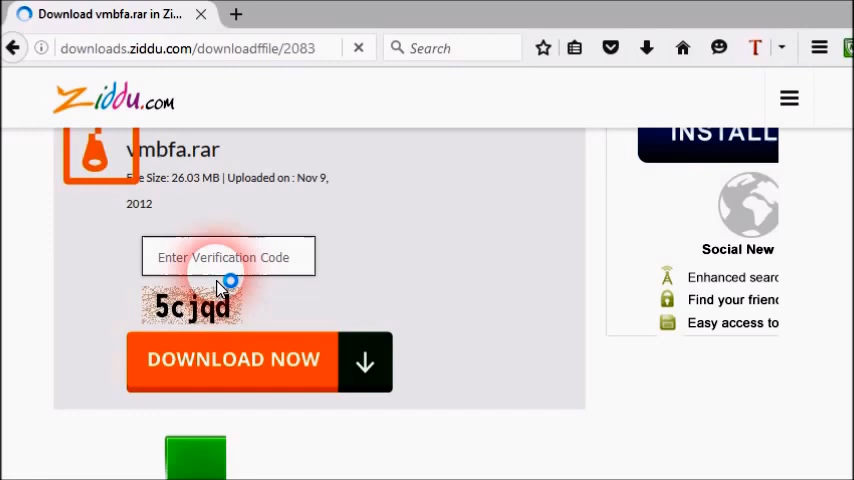 Download vmbfa.rar in Zi...
downloads.ziddu.com/downloadffile/2083
Search
T
Ziddu.com
vmbfa.rar
File Size: 26.03 MB | Uploaded on : Nov 9,
2012
Enter Verification Code
5cjqd
DOWNLOAD NOW
INSTALL
Social New
Enhanced searc
Find your friend
Easy access to